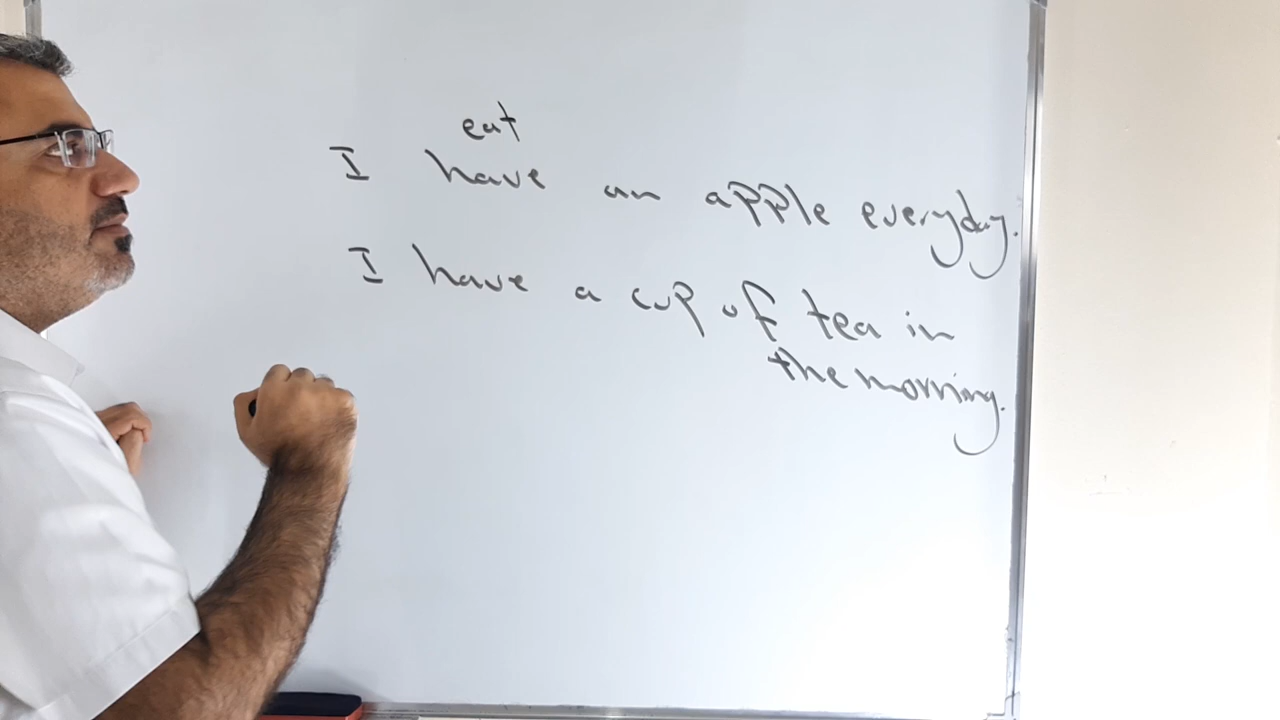 eat
I have an apple everyday.
I have a cup of tea in
the morning.